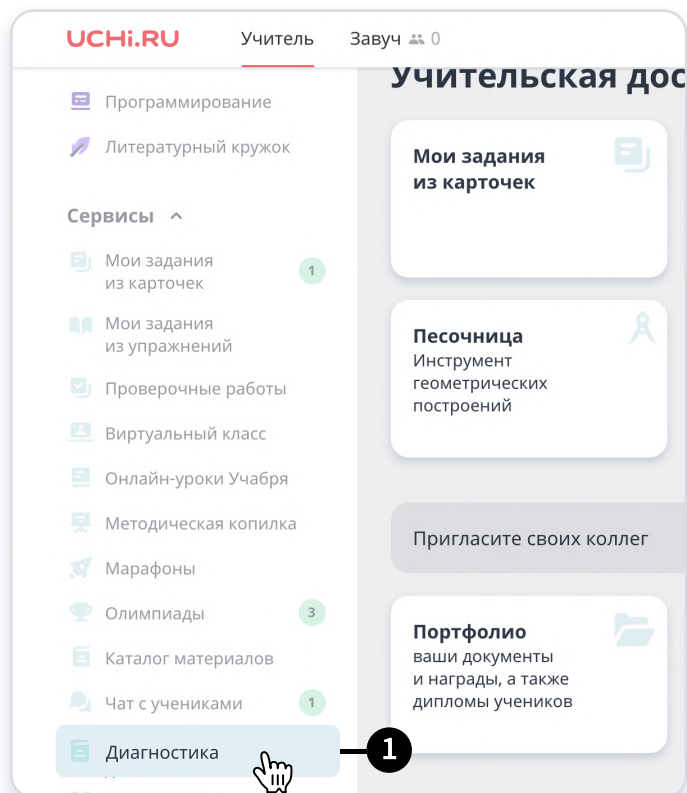 UCHi.RU
Учитель
Завуч 0
Программирование
Литературный кружок
Сервисы
Мои задания
из карточек
1
Мои задания
из упражнений
Проверочные работы
Виртуальный класс
Онлайн-уроки Учабря
Методическая копилка
Марафоны
Олимпиады
3
Каталог материалов
Чат с учениками
1
Диагностика
1
Учительская дос
Мои задания
из карточек
Песочница
Инструмент
геометрических
построений
Пригласите своих коллег
Портфолио
ваши документы
и награды, а также
дипломы учеников